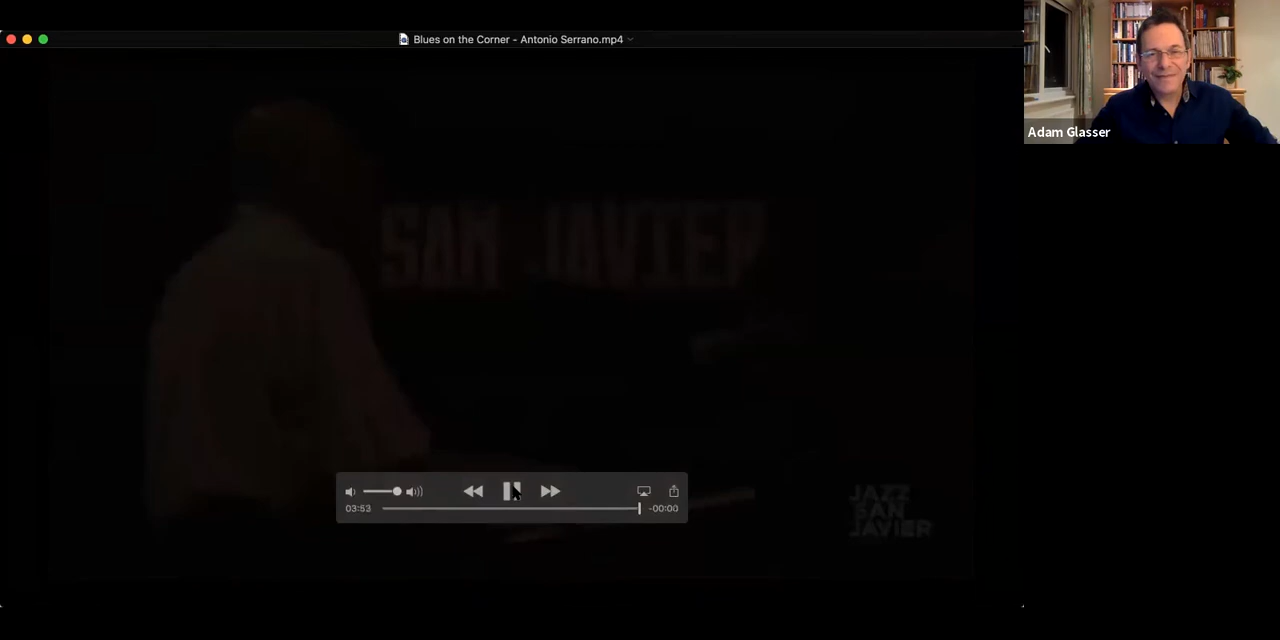 Blues on the Corner - Antonio Serrano.mp4
Adam Glasser
SAN JAVIER
03:53
-00:00
JAZZ
SAN
JAVIER